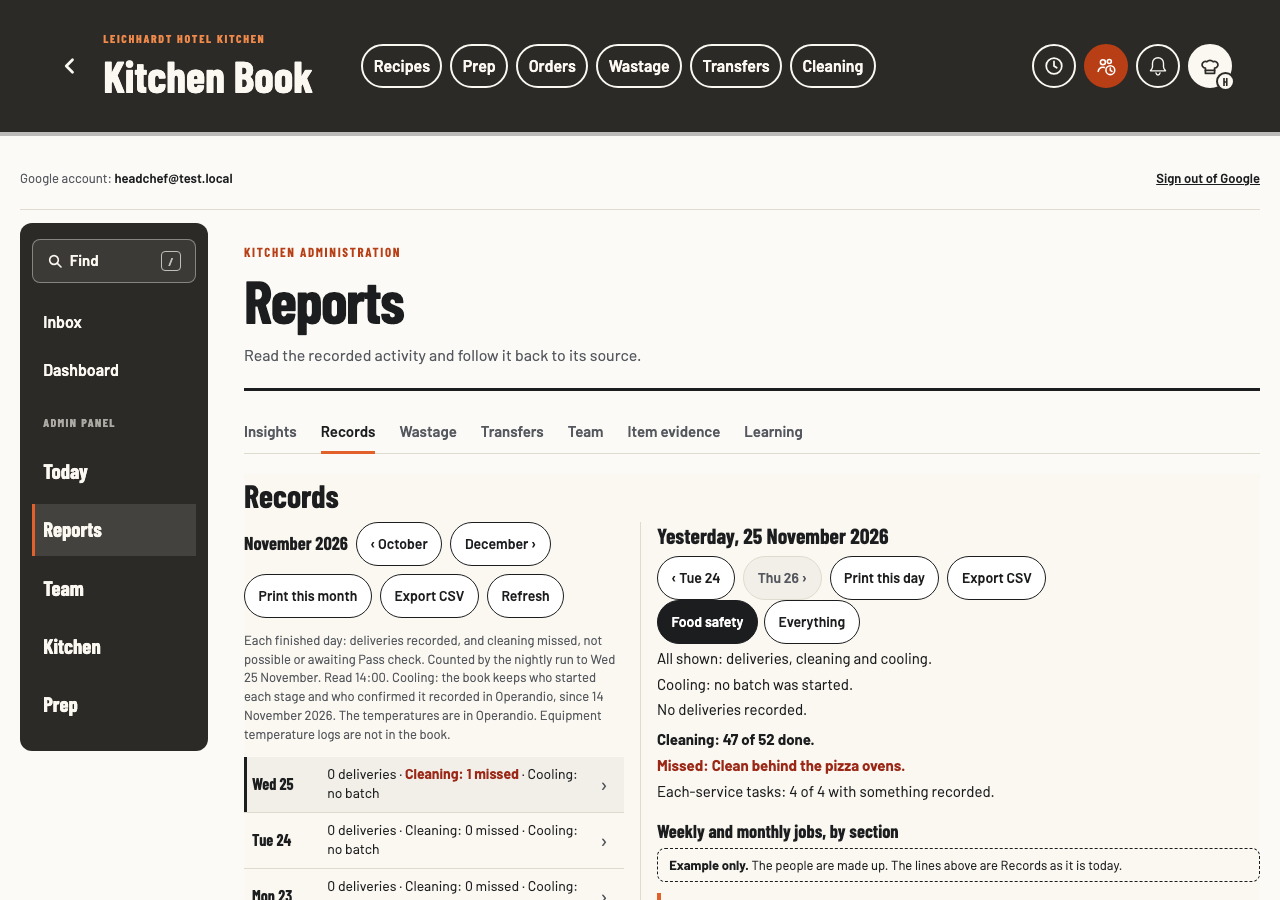 LEICHHARDT HOTEL KITCHEN
Kitchen Book
Recipes
Prep
Orders
Wastage
Transfers
Cleaning
H
Google account: headchef@test.local
Sign out of Google
Find
/
Inbox
Dashboard
ADMIN PANEL
Today
Reports
Team
Kitchen
Prep
KITCHEN ADMINISTRATION
Reports
Read the recorded activity and follow it back to its source.
Insights
Records
Wastage
Transfers
Team
Item evidence
Learning
Records
November 2026
‹ October
December ›
Print this month
Export CSV
Refresh
Each finished day: deliveries recorded, and cleaning missed, not
possible or awaiting Pass check. Counted by the nightly run to Wed
25 November. Read 14:00. Cooling: the book keeps who started
each stage and who confirmed it recorded in Operandio, since 14
November 2026. The temperatures are in Operandio. Equipment
temperature logs are not in the book.
Wed 25
0 deliveries · Cleaning: 1 missed · Cooling:
no batch
›
Tue 24
0 deliveries · Cleaning: 0 missed · Cooling:
no batch
›
Mon 23
0 deliveries · Cleaning: 0 missed · Cooling:
›
Yesterday, 25 November 2026
‹ Tue 24
Thu 26 ›
Print this day
Export CSV
Food safety
Everything
All shown: deliveries, cleaning and cooling.
Cooling: no batch was started.
No deliveries recorded.
Cleaning: 47 of 52 done.
Missed: Clean behind the pizza ovens.
Each-service tasks: 4 of 4 with something recorded.
Weekly and monthly jobs, by section
Example only. The people are made up. The lines above are Records as it is today.